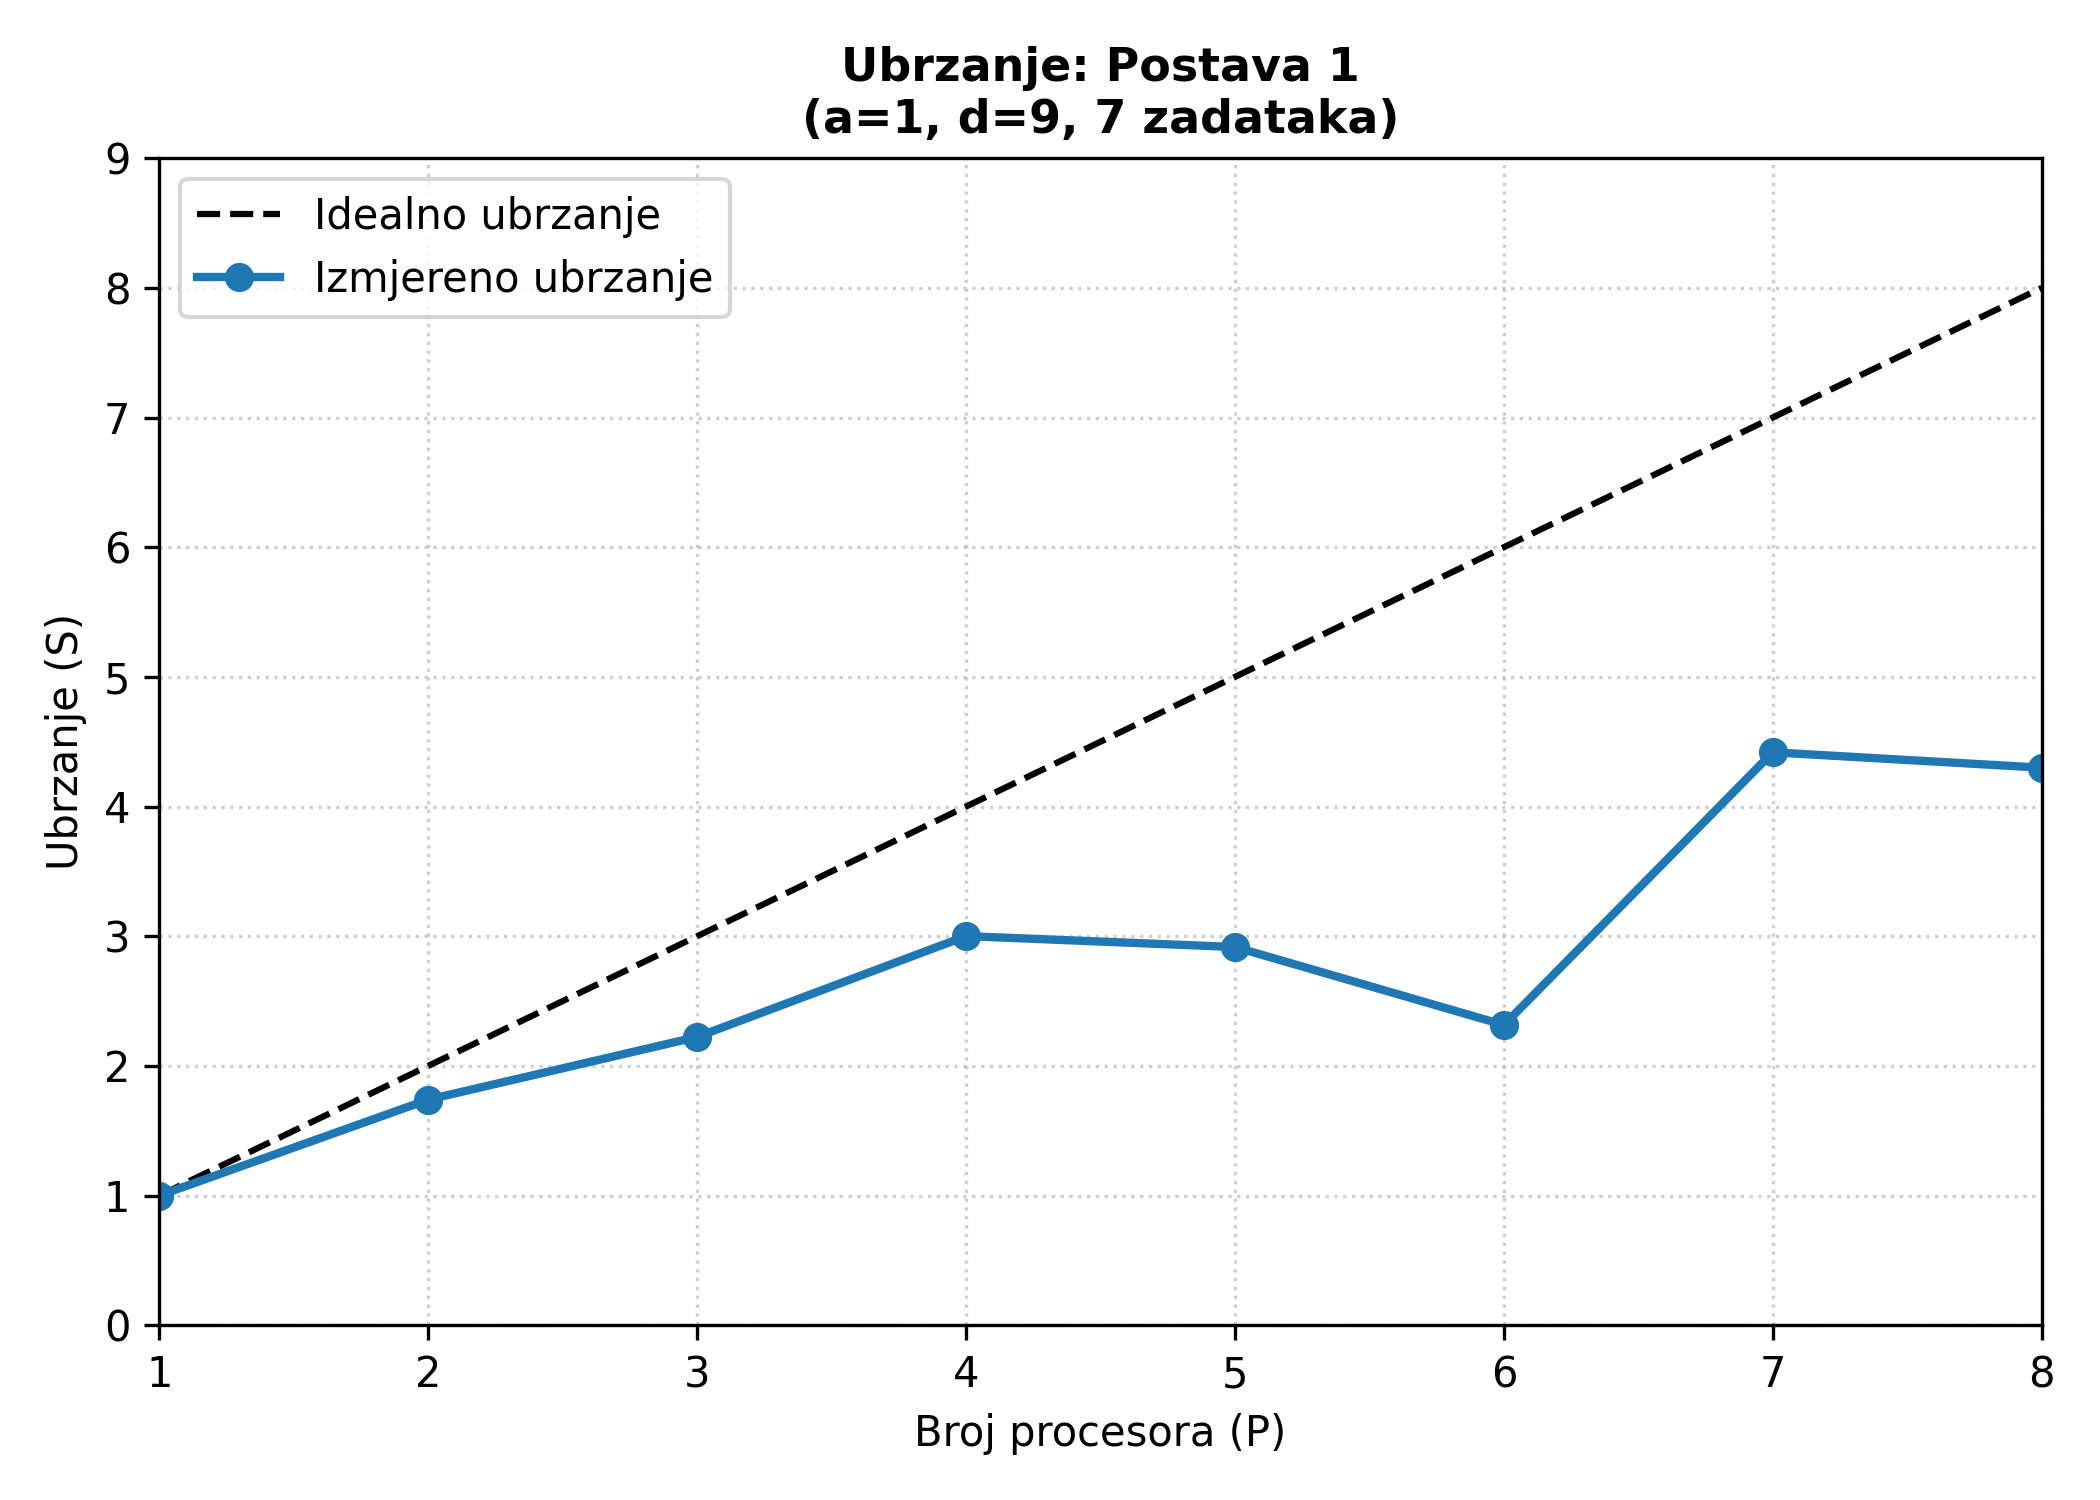 Ubrzanje: Postava 1
(a=1, d=9, 7 zadataka)
Idealno ubrzanje
Izmjereno ubrzanje
Ubrzanje (S)
9
8
7
6
5
4
3
2
1
0
1 2 3 4 5 6 7 8
Broj procesora (P)